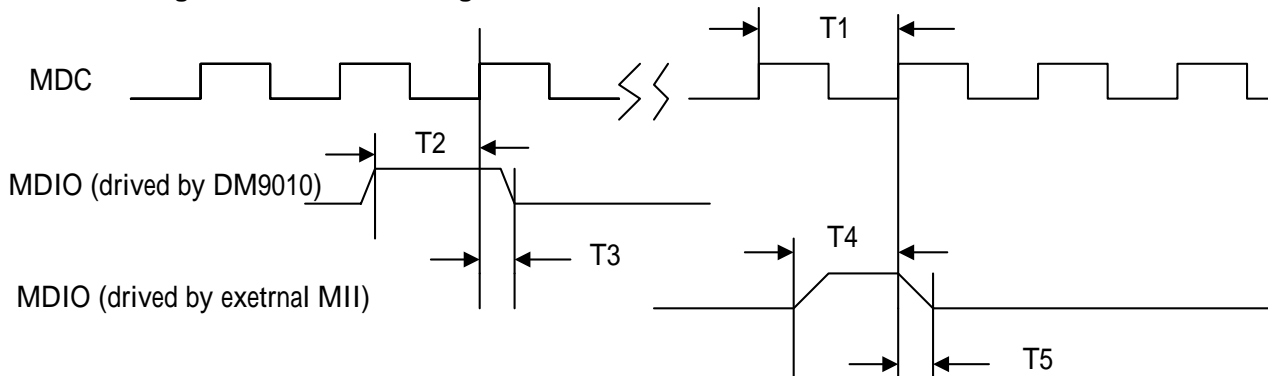 T1
MDC
T2
MDIO (drived by DM9010)
T4
T3
MDIO (drived by exetrnal MII)
T5